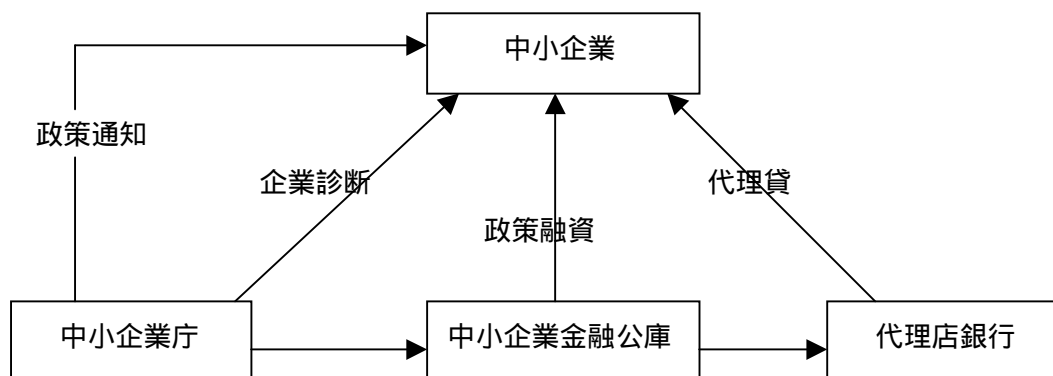 中小企業
政策通知
企業診断
代理貸
政策融資
中小企業庁
中小企業金融公庫
代理店銀行